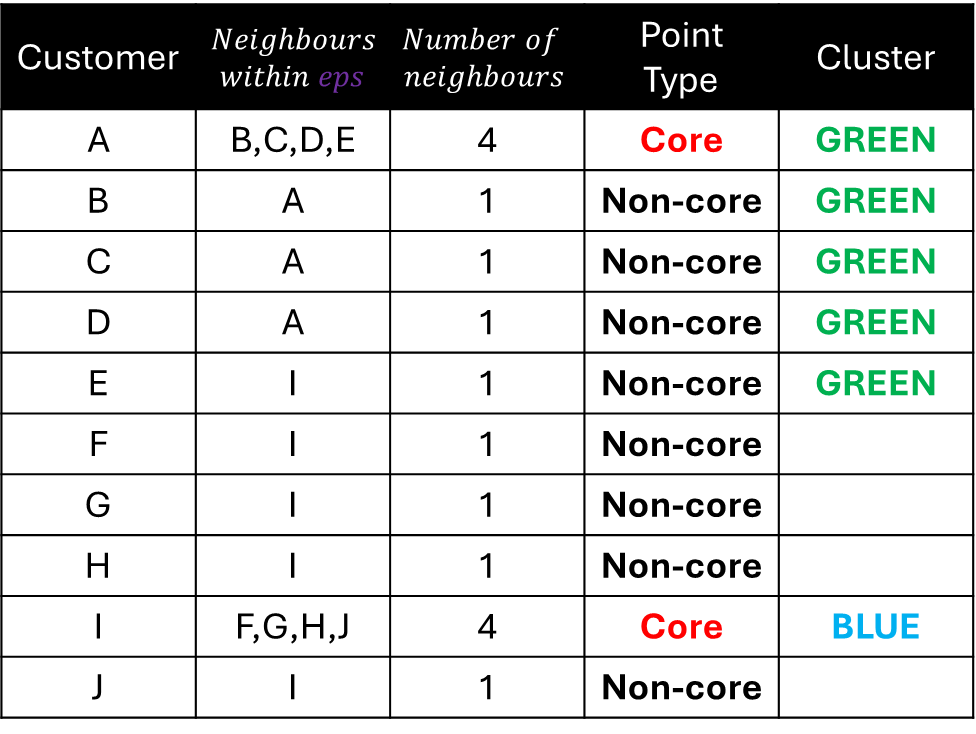 Customer Neighbours within eps Number of neighbours Point Type Cluster
A B,C,D,E 4 Core GREEN
B A 1 Non-core GREEN
C A 1 Non-core GREEN
D A 1 Non-core GREEN
E I 1 Non-core GREEN
F I 1 Non-core
G I 1 Non-core
H I 1 Non-core
I F,G,H,J 4 Core BLUE
J I 1 Non-core